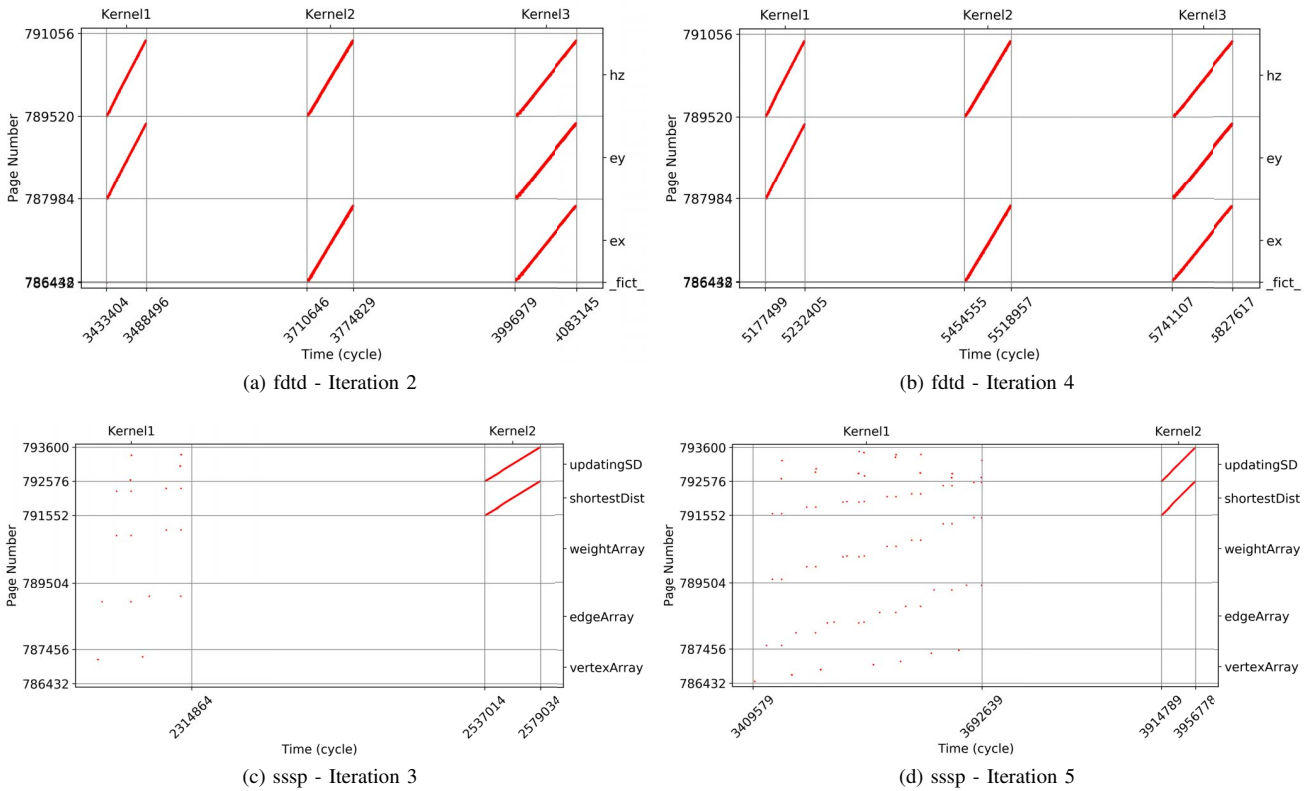 Kernel1 Kernel2 Kernel3
791056
789520
787984
Page Number
hz
ey
ex
_fict_
3433404
3488496
3710646
3774829
3996979
4083145
Time (cycle)
(a) fdtd - Iteration 2
Kernel1 Kernel2 Kernel3
791056
789520
787984
Page Number
hz
ey
ex
_fict_
5177499
5232405
5454555
5518957
5741107
5827617
Time (cycle)
(b) fdtd - Iteration 4
Kernel1 Kernel2
793600
792576
791552
789504
787456
786432
Page Number
updatingSD
shortestDist
weightArray
edgeArray
vertexArray
2314864
2537014
2579034
Time (cycle)
(c) sssp - Iteration 3
Kernel1 Kernel2
793600
792576
791552
789504
787456
786432
Page Number
updatingSD
shortestDist
weightArray
edgeArray
vertexArray
3409579
3692639
3914789
3956778
Time (cycle)
(d) sssp - Iteration 5